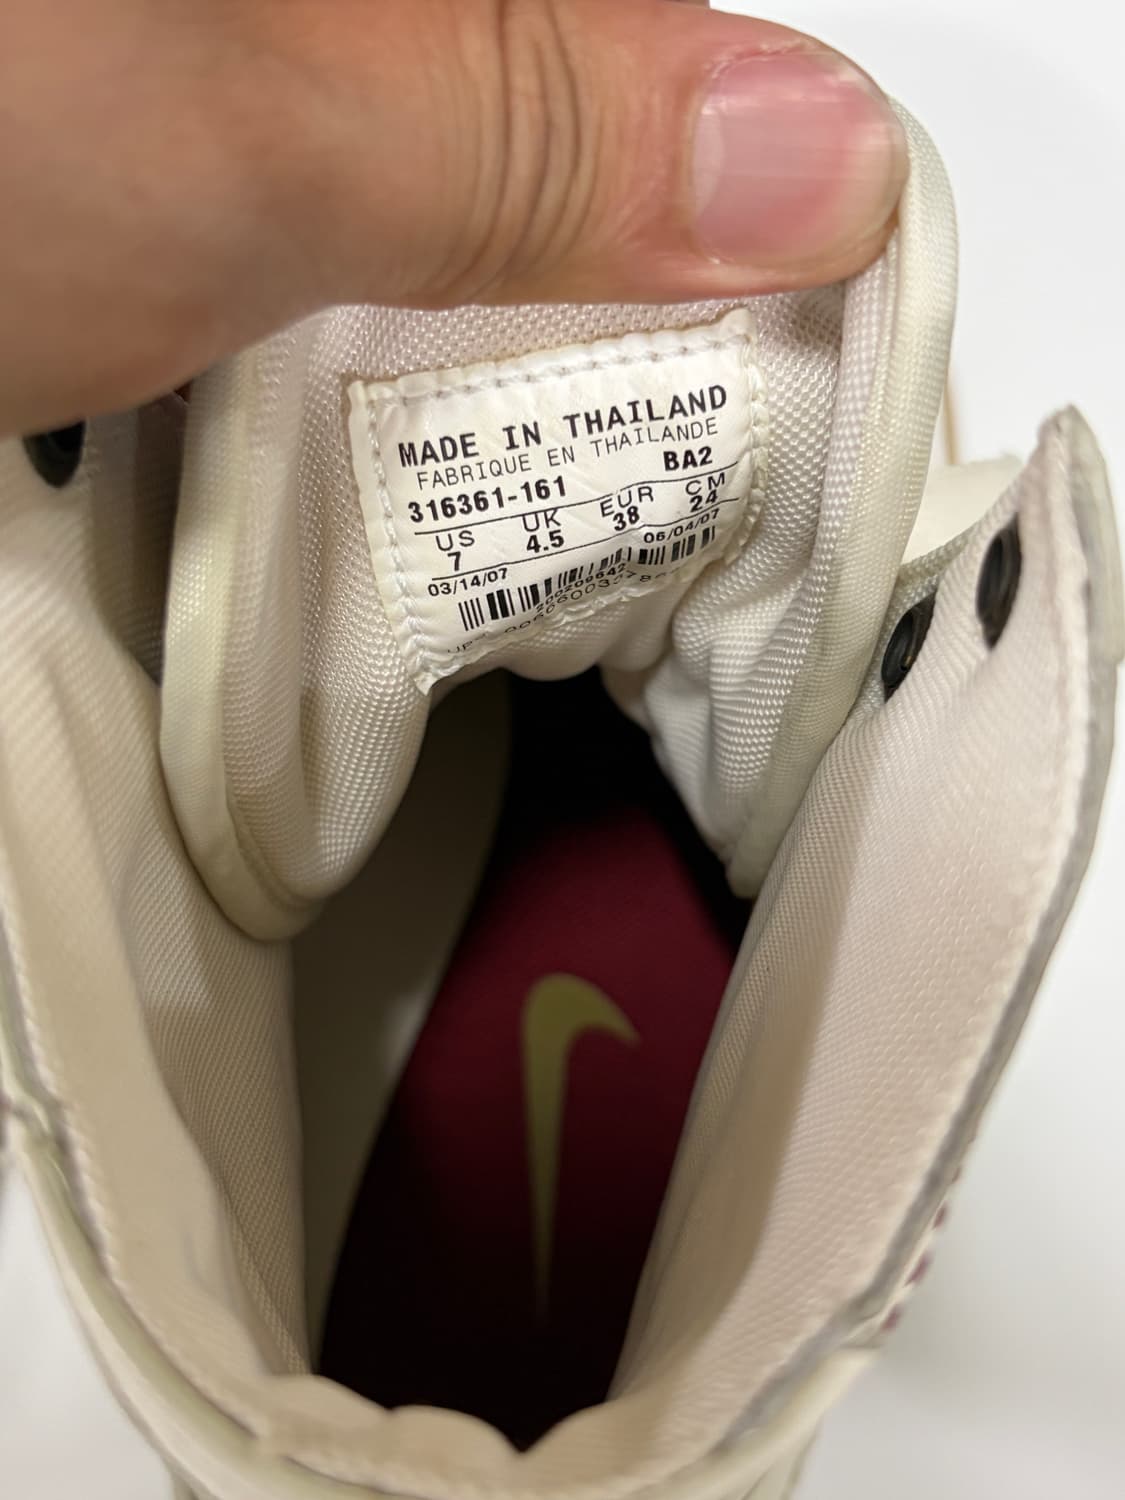 MADE IN THAILAND
FABRIQUE EN THAILANDE
316361-161 BA2
US UK EUR CM
7 4.5 38 24
03/14/07 06/04/07